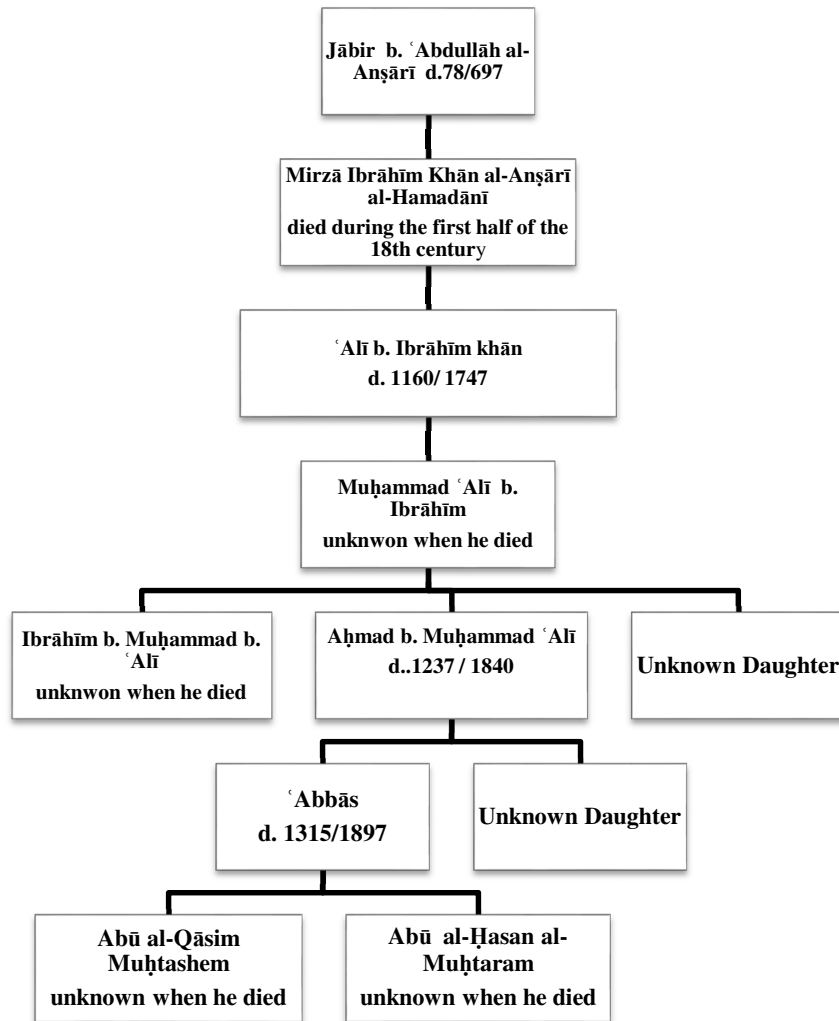 Jābir b. ʿAbdullāh al-
Anṣārī d.78/697
Mirzā Ibrāhīm Khān al-Anṣārī
al-Hamadānī
died during the first half of the
18th century
ʿAlī b. Ibrāhīm khān
d. 1160/ 1747
Muḥammad ʿAlī b.
Ibrāhīm
unknwon when he died
Ibrāhīm b. Muḥammad b.
ʿAlī
unknwon when he died
Aḥmad b. Muḥammad ʿAlī
d..1237 / 1840
Unknown Daughter
ʿAbbās
d. 1315/1897
Unknown Daughter
Abū al-Qāsim
Muḥtashem
unknown when he died
Abū al-Ḥasan al-
Muḥtaram
unknown when he died